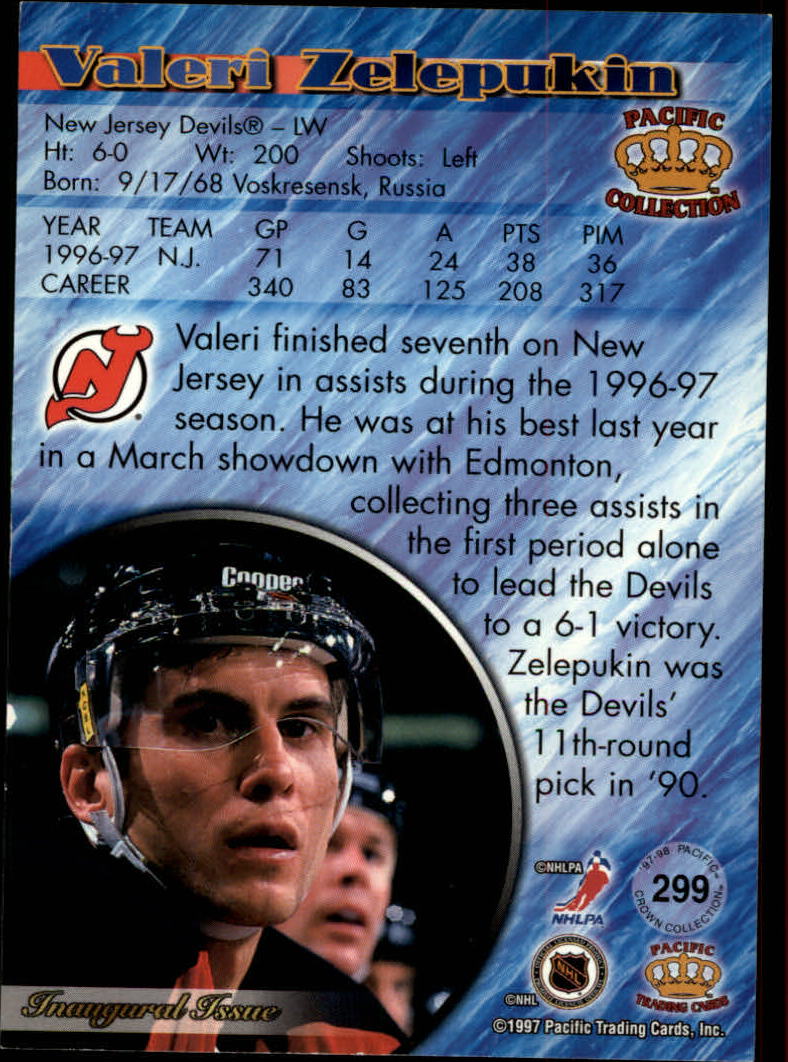 Valeri Zelepukin
New Jersey Devils® – LW
Ht: 6-0 Wt: 200 Shoots: Left
Born: 9/17/68 Voskresensk, Russia
PACIFIC
COLLECTION
YEAR TEAM GP G A PTS PIM
1996-97 N.J. 71 14 24 38 36
CAREER 340 83 125 208 317
Valeri finished seventh on New
Jersey in assists during the 1996-97
season. He was at his best last year
in a March showdown with Edmonton,
collecting three assists in
the first period alone
to lead the Devils
to a 6-1 victory.
Zelepukin was
the Devils'
11th-round
pick in '90.
Cooper
©NHLPA
NHLPA
'97-98 PACIFIC
299
CROWN COLLECTION
NHL
©NHL
PACIFIC
TRADING CARDS
Inaugural Issue
©1997 Pacific Trading Cards, Inc.